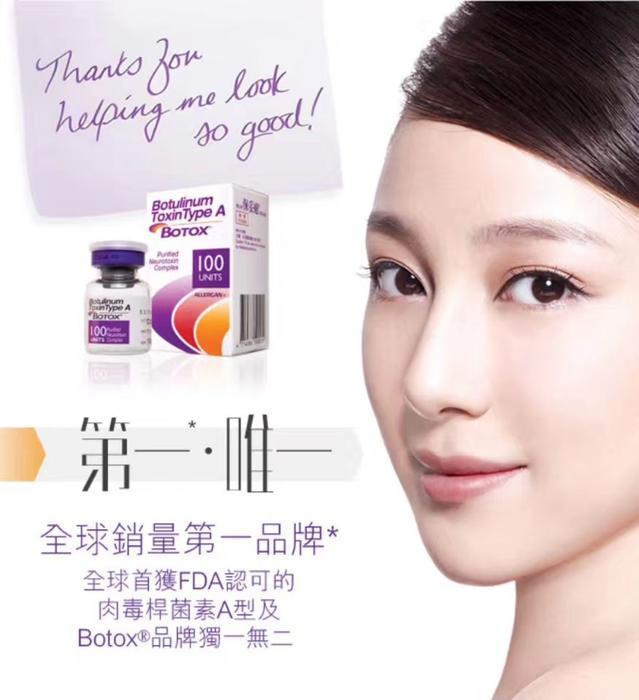 Thanks for
helping me look
so good!
Botulinum
Toxin Type A
BOTOX
Purified
Neurotoxin
Complex
100
UNITS
ALLERGAN
Botulinum
Toxin Type A
BOTOX
100 Purified
UNITS Complex
第一*·唯一
全球銷量第一品牌*
全球首獲FDA認可的
肉毒桿菌素A型及
Botox®品牌獨一無二